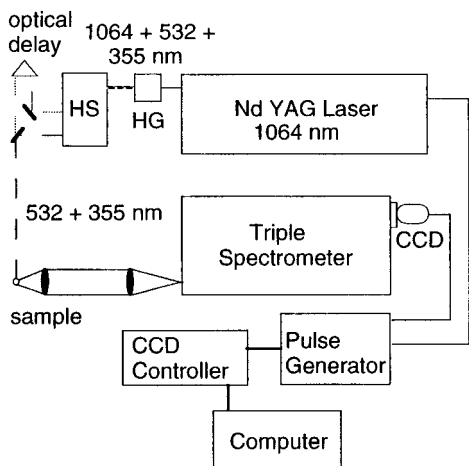 optical
delay
1064 + 532 +
355 nm
HS
HG
Nd YAG Laser
1064 nm
532 + 355 nm
Triple
Spectrometer
CCD
sample
CCD
Controller
Pulse
Generator
Computer